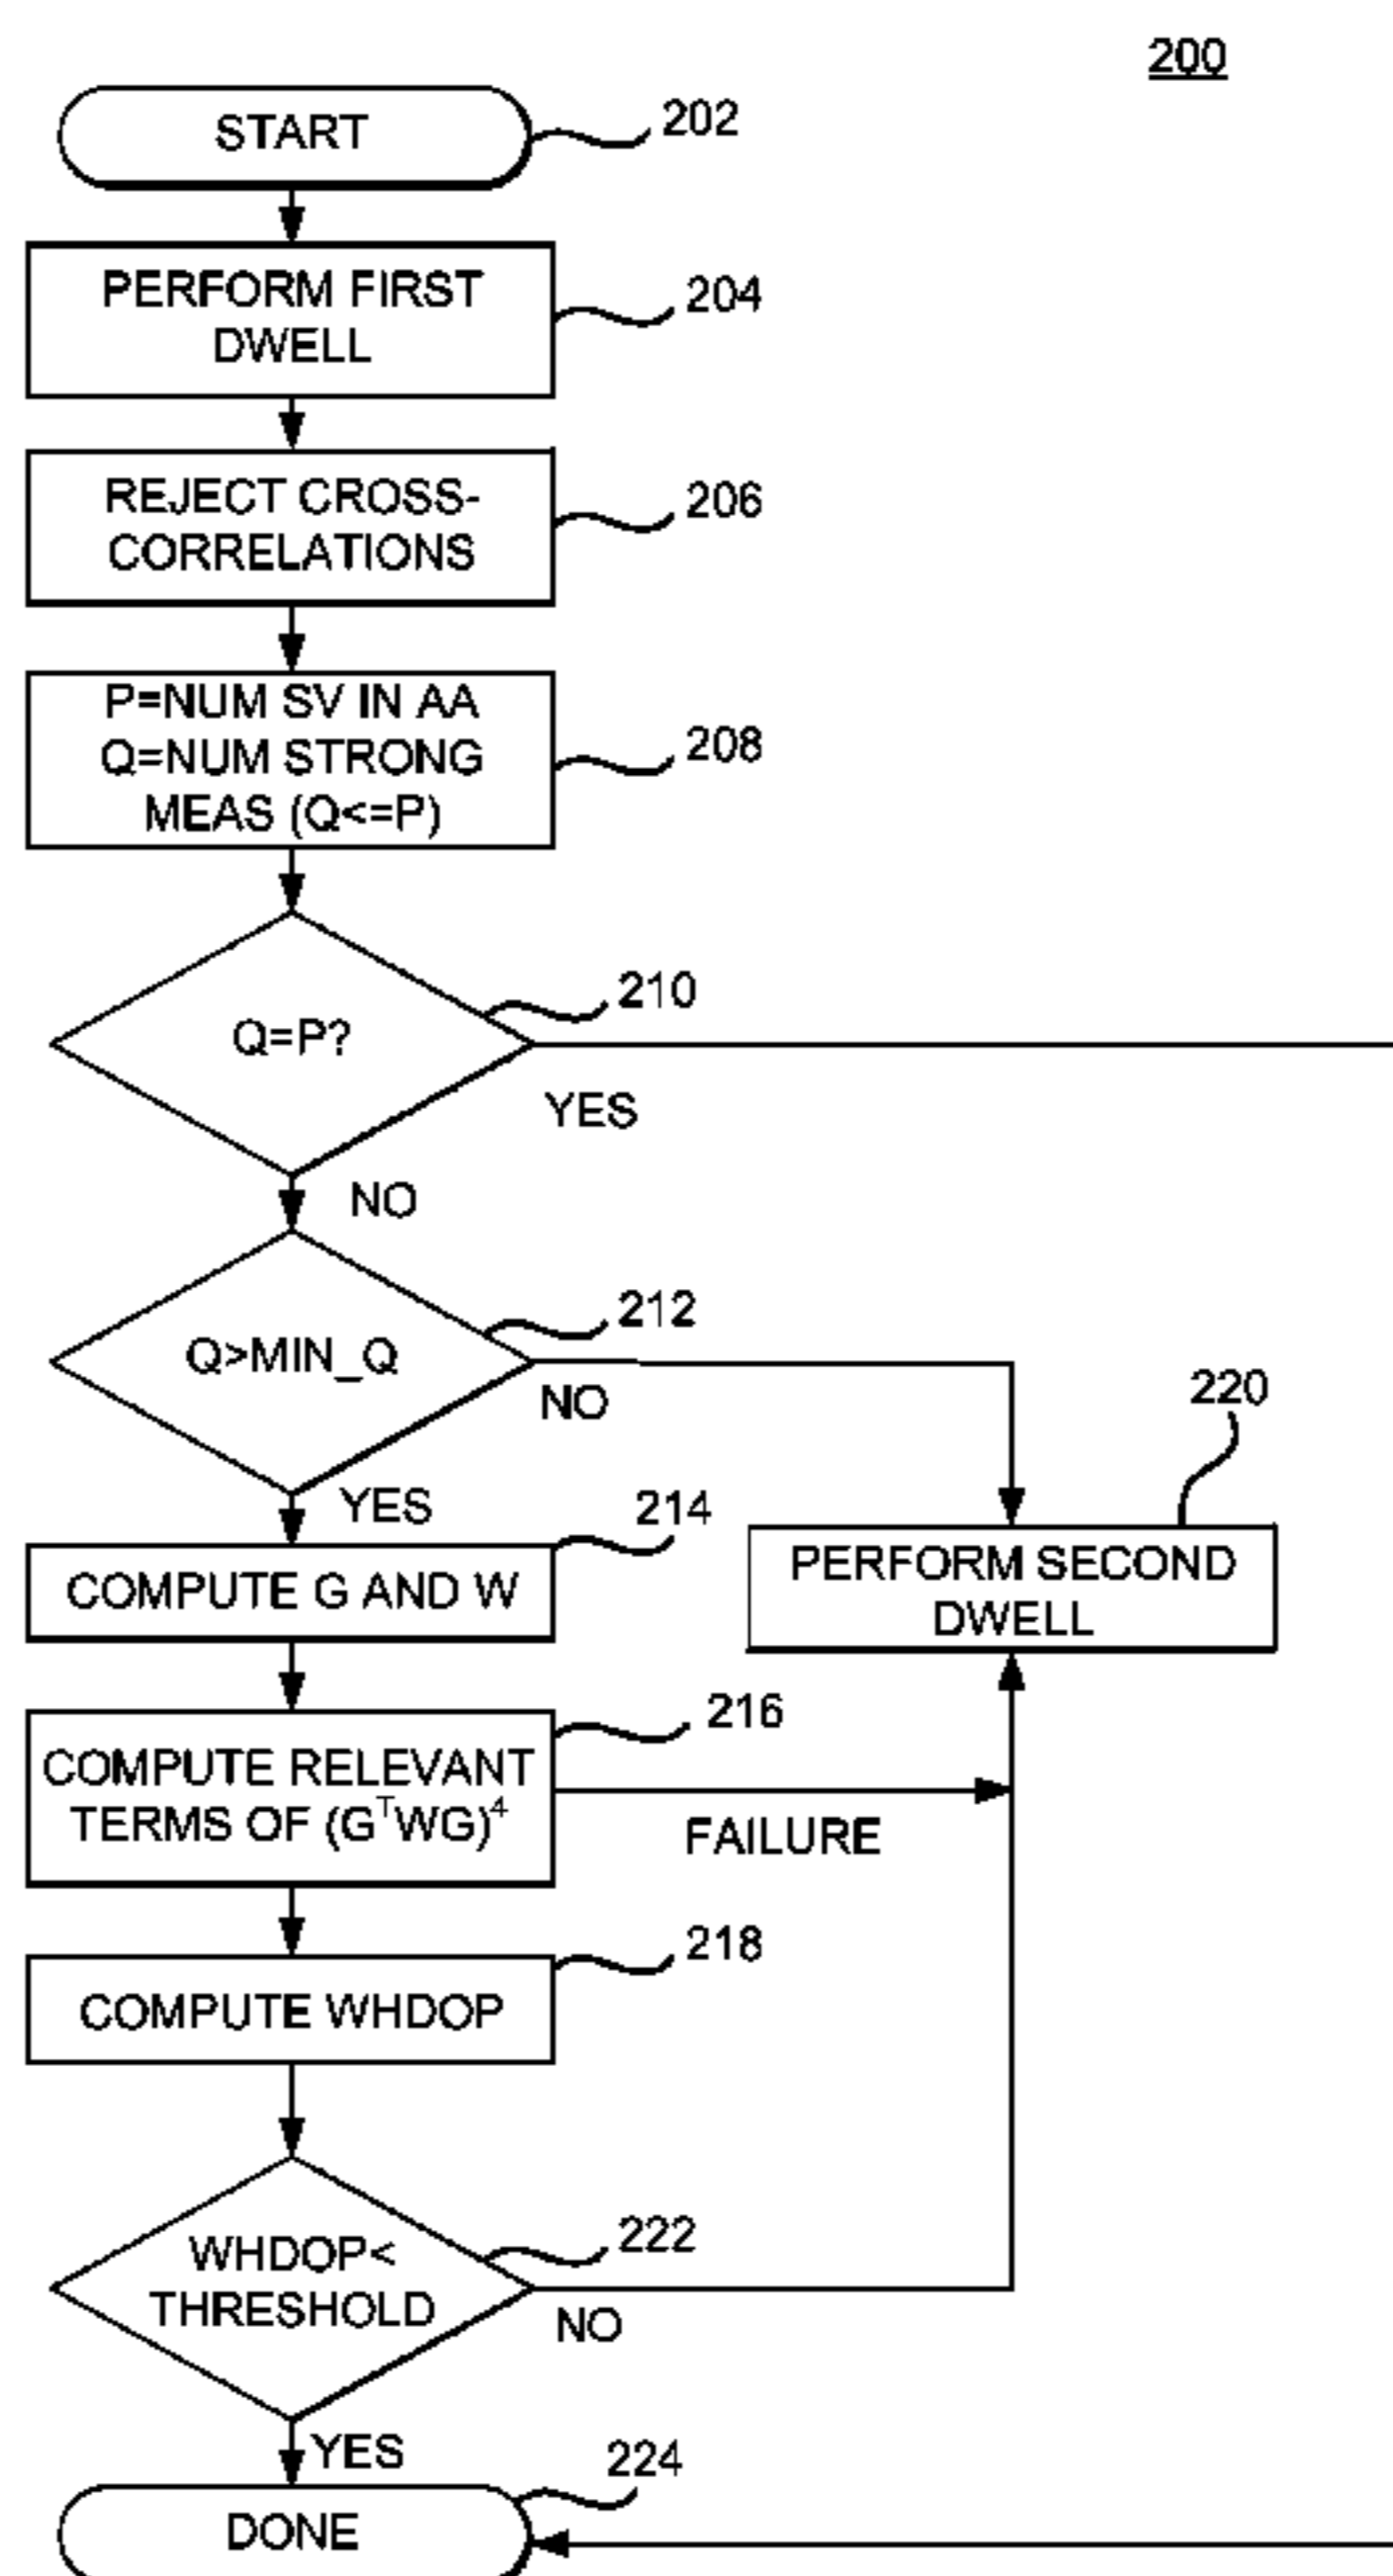 200
START
202
PERFORM FIRST
DWELL
204
REJECT CROSS-
CORRELATIONS
206
P=NUM SV IN AA
Q=NUM STRONG
MEAS (Q<=P)
208
Q=P?
210
YES
NO
Q>MIN_Q
212
NO
YES
220
PERFORM SECOND
DWELL
COMPUTE G AND W
214
COMPUTE RELEVANT
TERMS OF (GᵀWG)⁴
216
FAILURE
COMPUTE WHDOP
218
WHDOP<
THRESHOLD
222
NO
YES
DONE
224